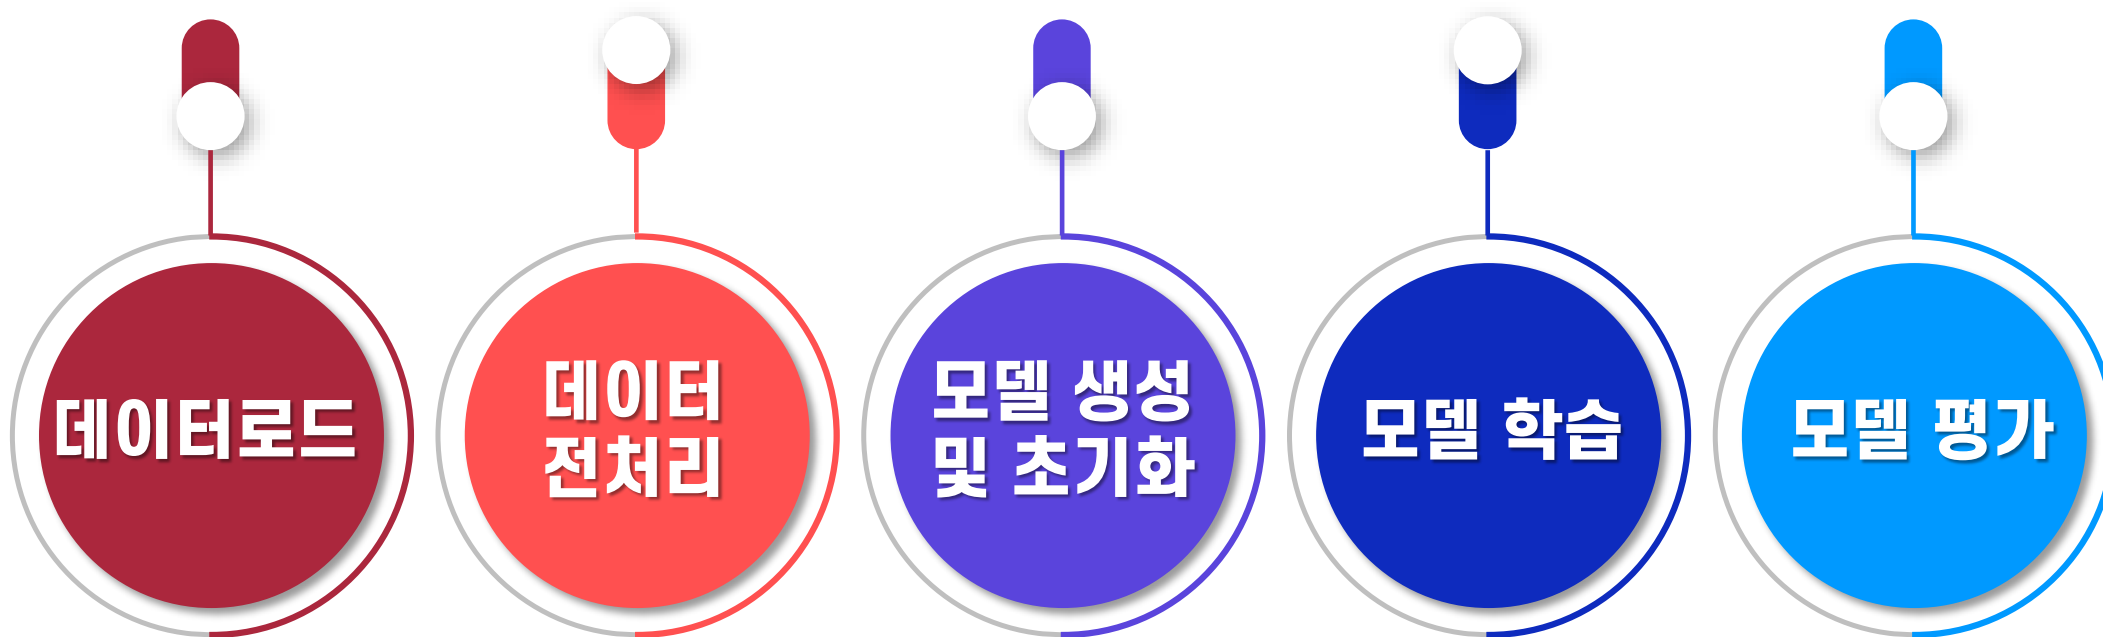 데이터로드
데이터
전처리
모델 생성
및 초기화
모델 학습
모델 평가